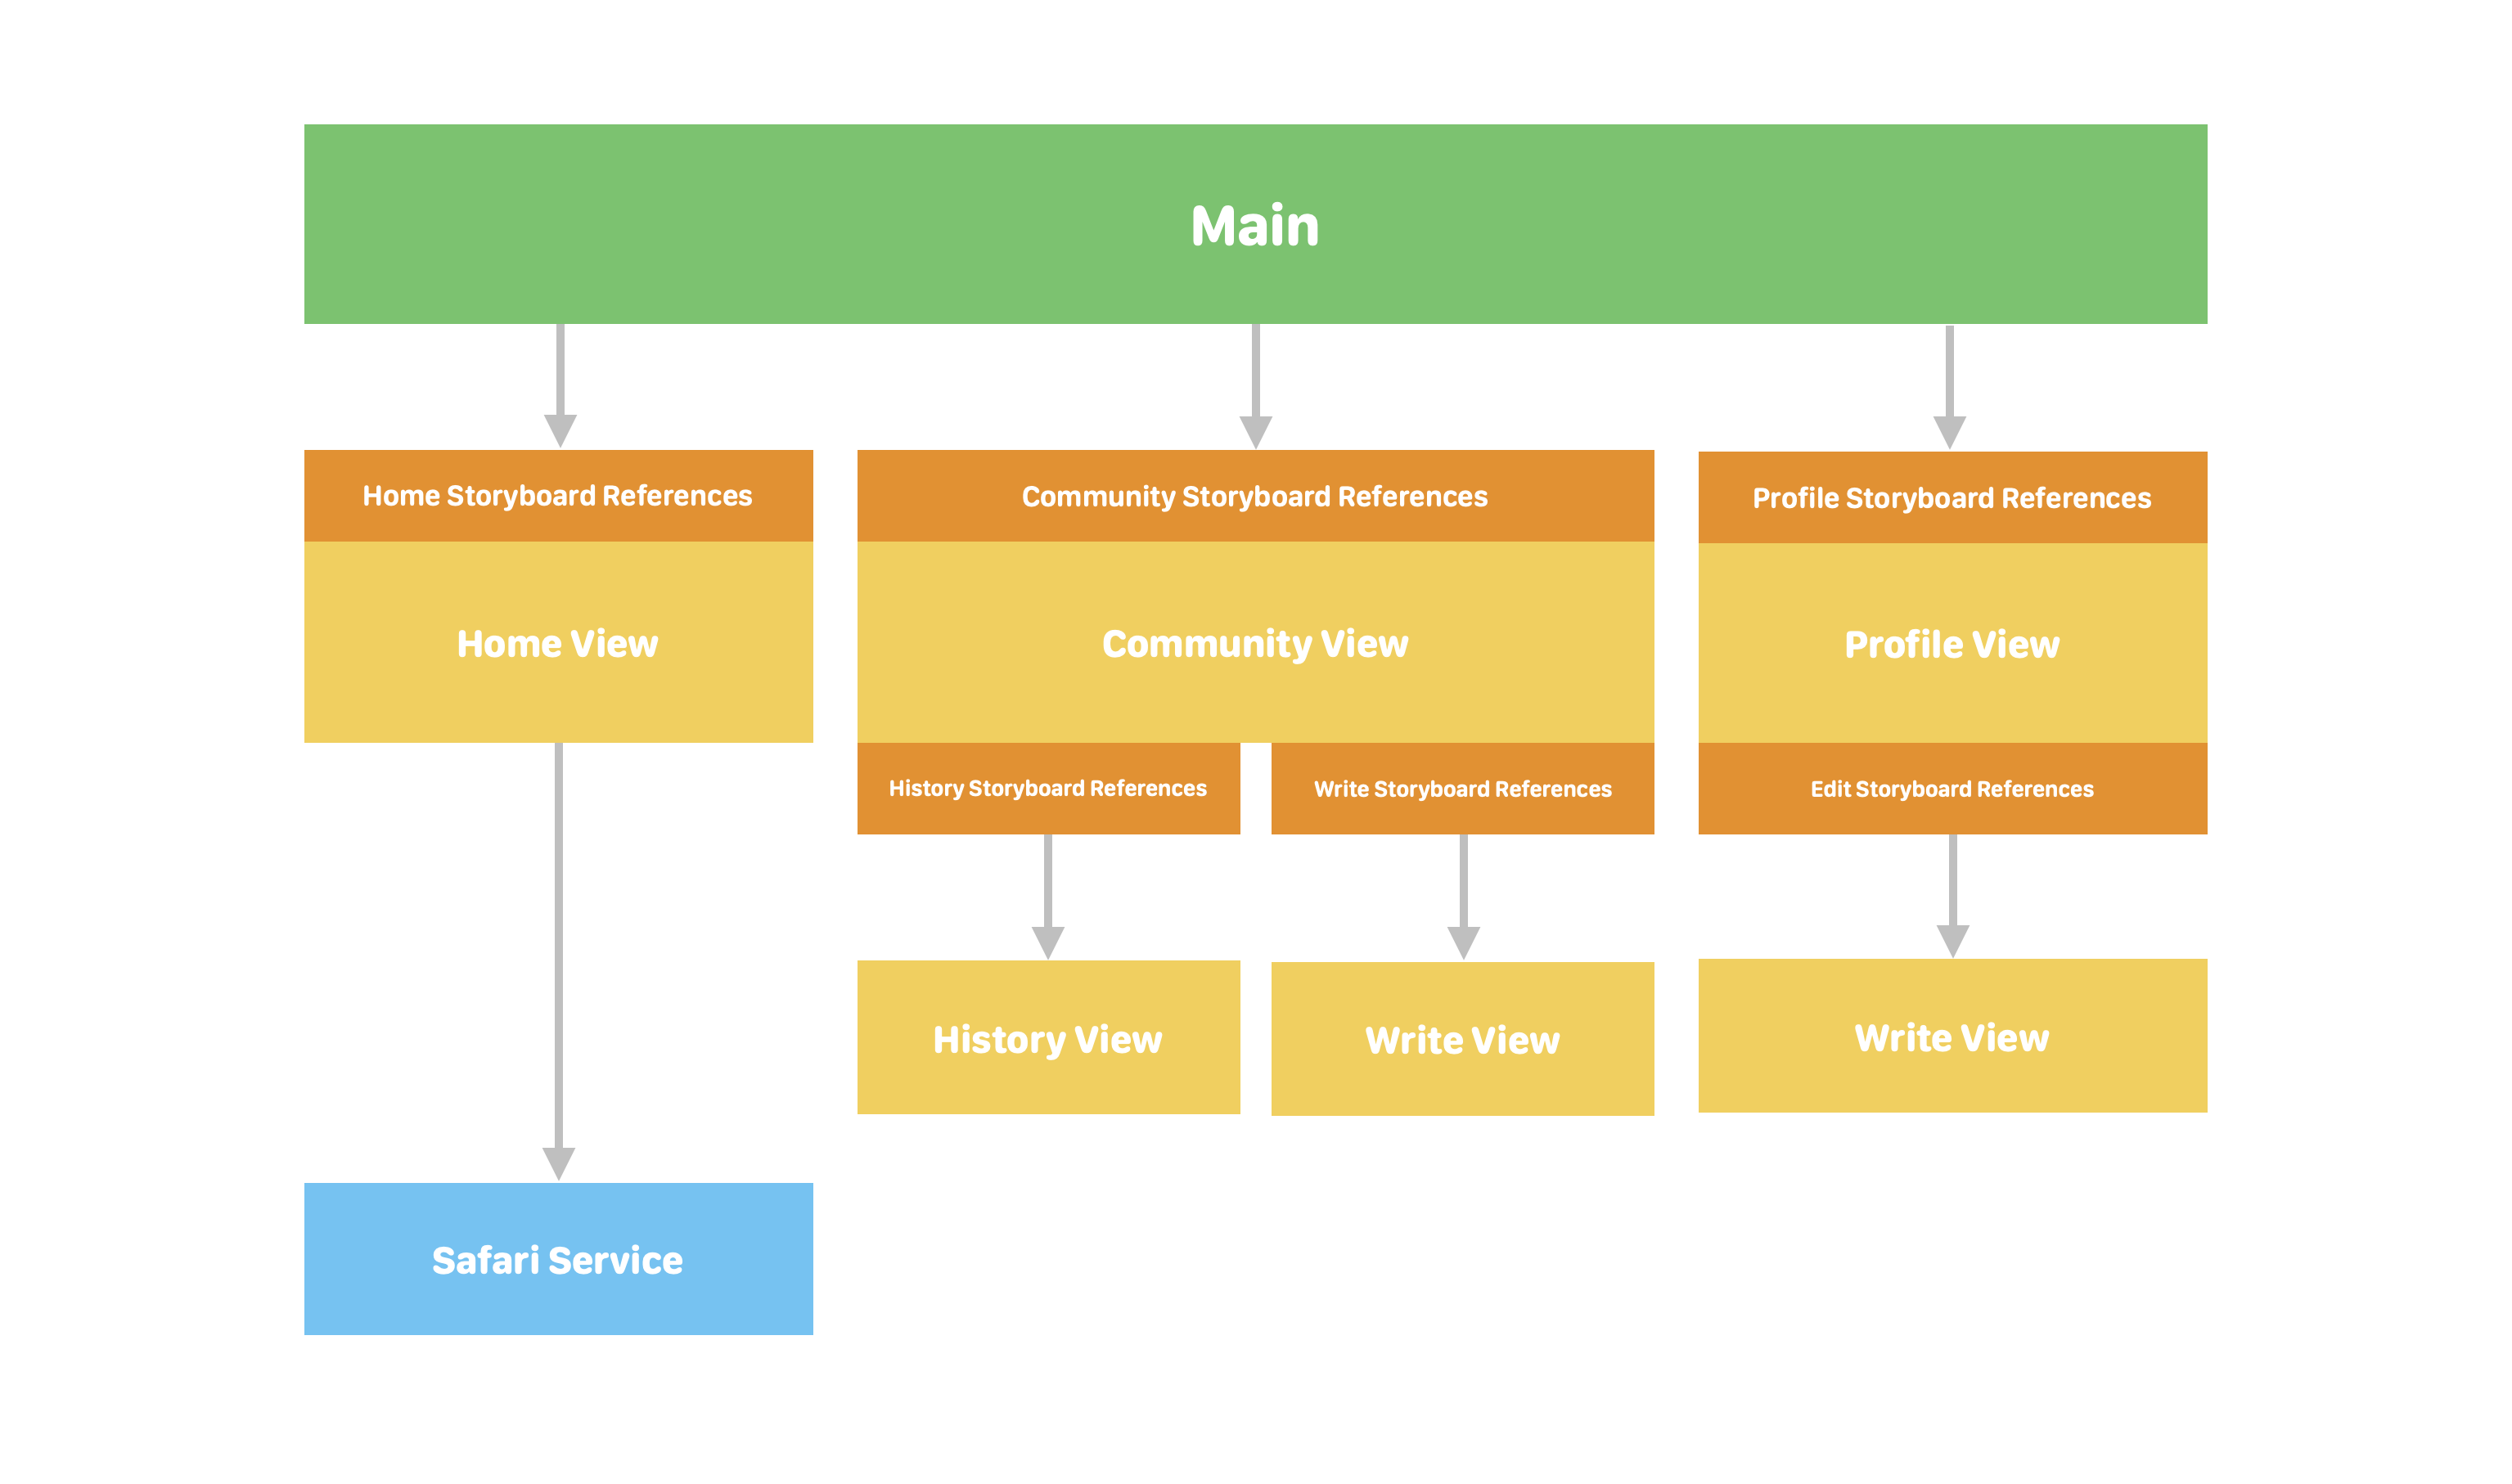 Main
Home Storyboard References
Community Storyboard References
Profile Storyboard References
Home View
Community View
Profile View
History Storyboard References
Write Storyboard References
Edit Storyboard References
History View
Write View
Write View
Safari Service